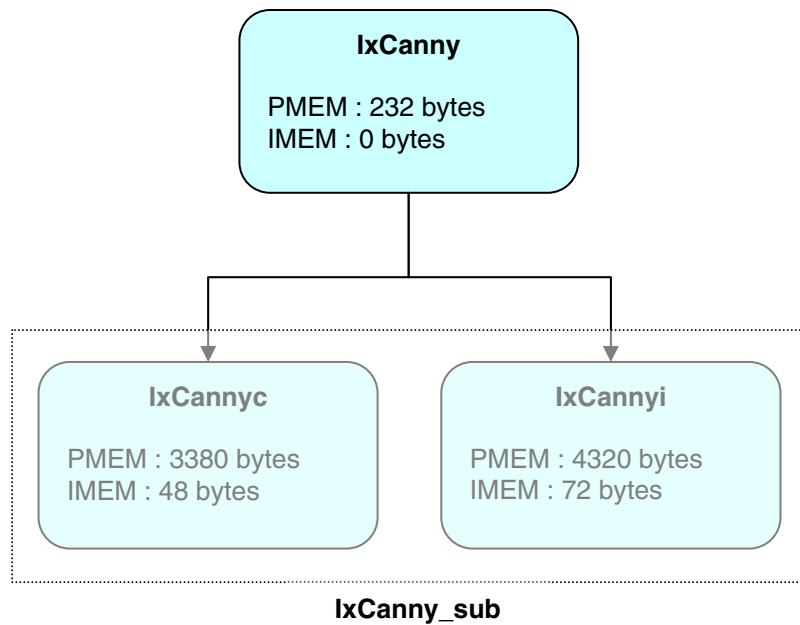 IxCanny
PMEM : 232 bytes
IMEM : 0 bytes
IxCannyc
PMEM : 3380 bytes
IMEM : 48 bytes
IxCannyi
PMEM : 4320 bytes
IMEM : 72 bytes
IxCanny_sub